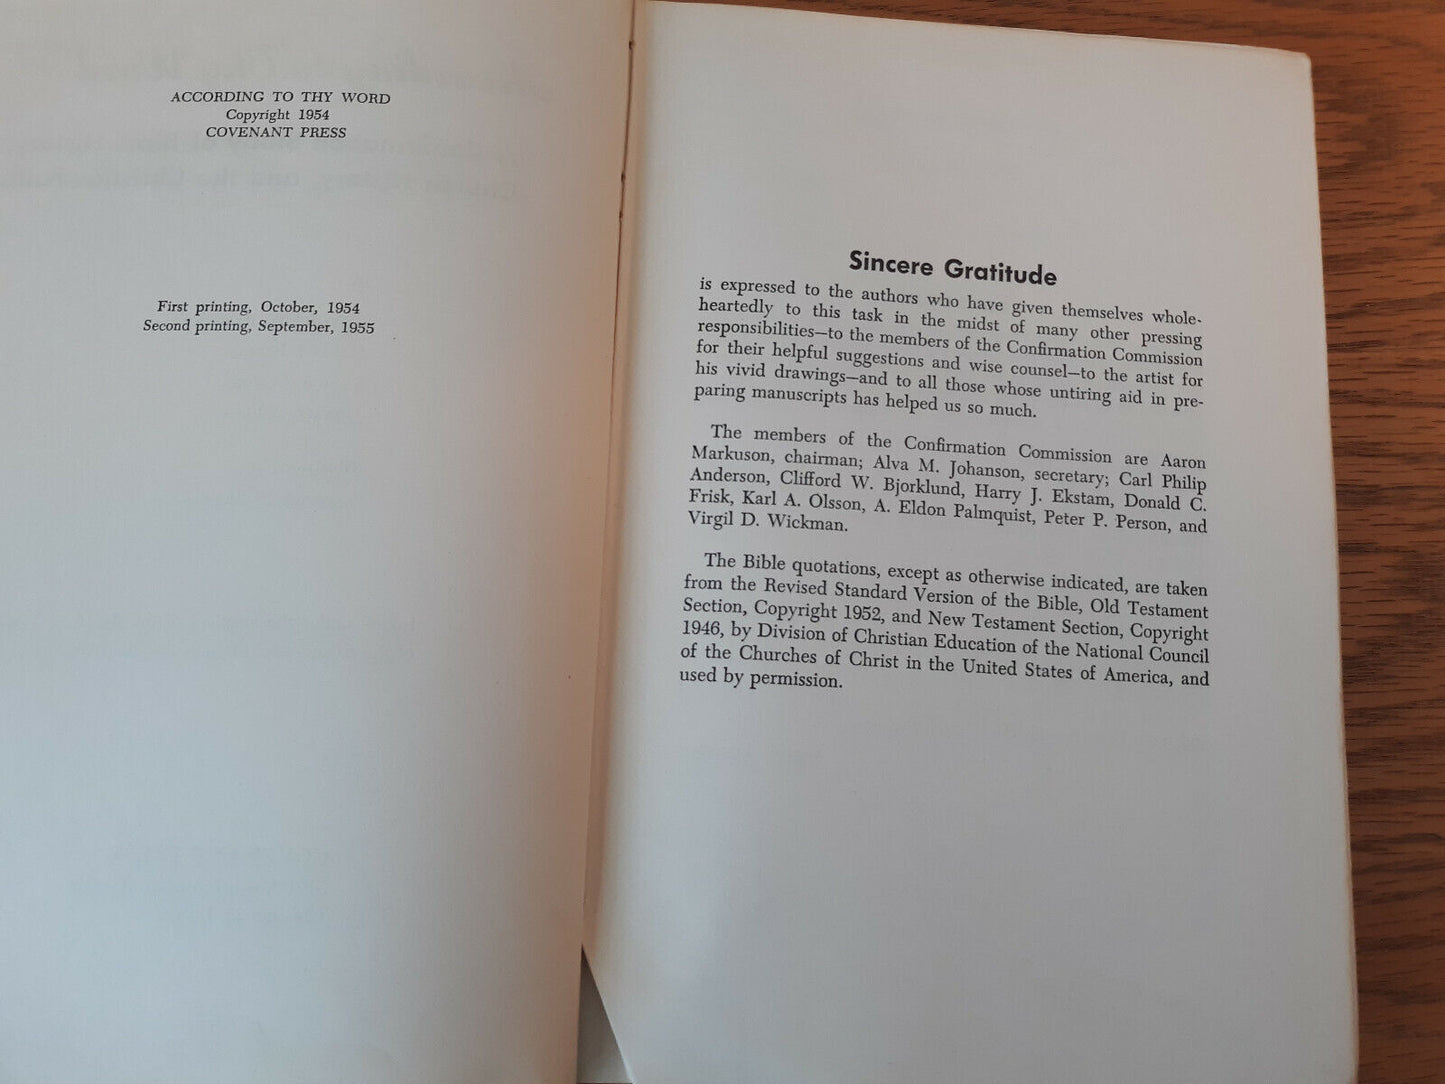 ACCORDING TO THY WORD
Copyright 1954
COVENANT PRESS
First printing, October, 1954
Second printing, September, 1955
Sincere Gratitude
is expressed to the authors who have given themselves whole-
heartedly to this task in the midst of many other pressing
responsibilities—to the members of the Confirmation Commission
for their helpful suggestions and wise counsel—to the artist for
his vivid drawings—and to all those whose untiring aid in pre-
paring manuscripts has helped us so much.
The members of the Confirmation Commission are Aaron
Markuson, chairman; Alva M. Johanson, secretary; Carl Philip
Anderson, Clifford W. Bjorklund, Harry J. Ekstam, Donald C.
Frisk, Karl A. Olsson, A. Eldon Palmquist, Peter P. Person, and
Virgil D. Wickman.
The Bible quotations, except as otherwise indicated, are taken
from the Revised Standard Version of the Bible, Old Testament
Section, Copyright 1952, and New Testament Section, Copyright
1946, by Division of Christian Education of the National Council
of the Churches of Christ in the United States of America, and
used by permission.